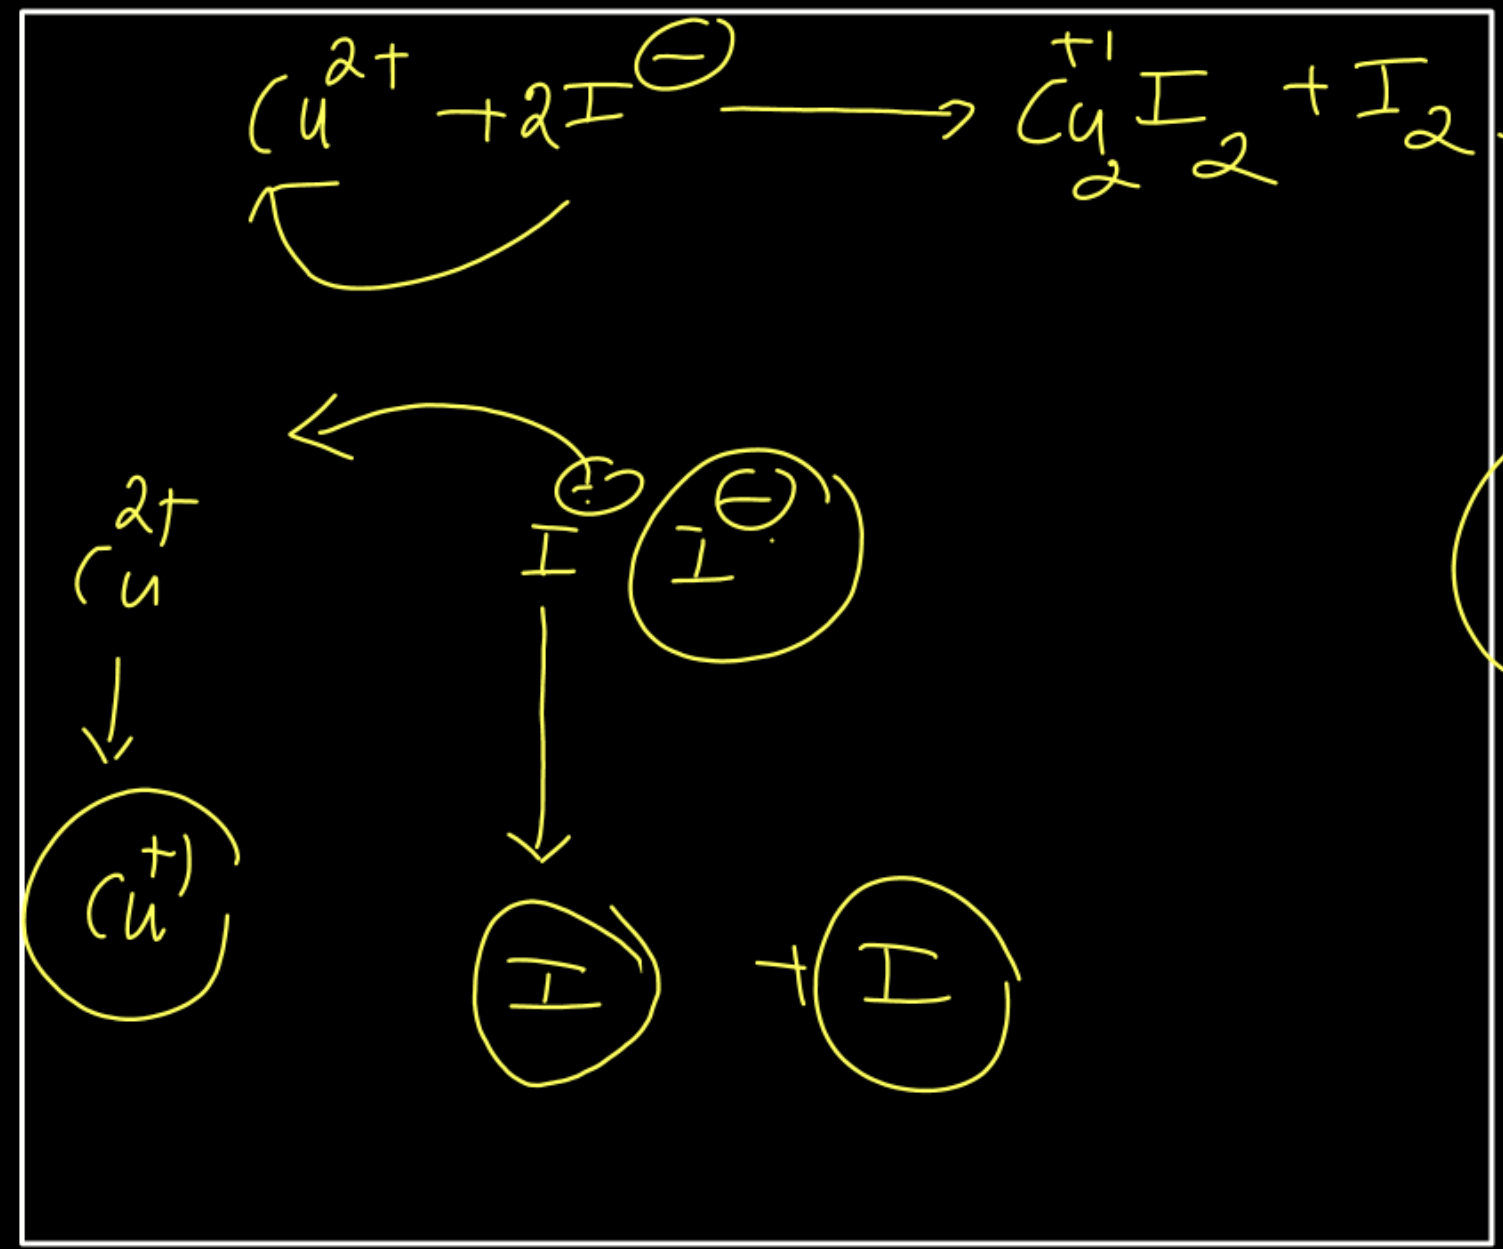 Cu²⁺ + 2I⊖ ⟶ Cu₂⁺¹I₂ + I₂
Cu²⁺ I⊖ I⊖
Cu⁺¹ I + I